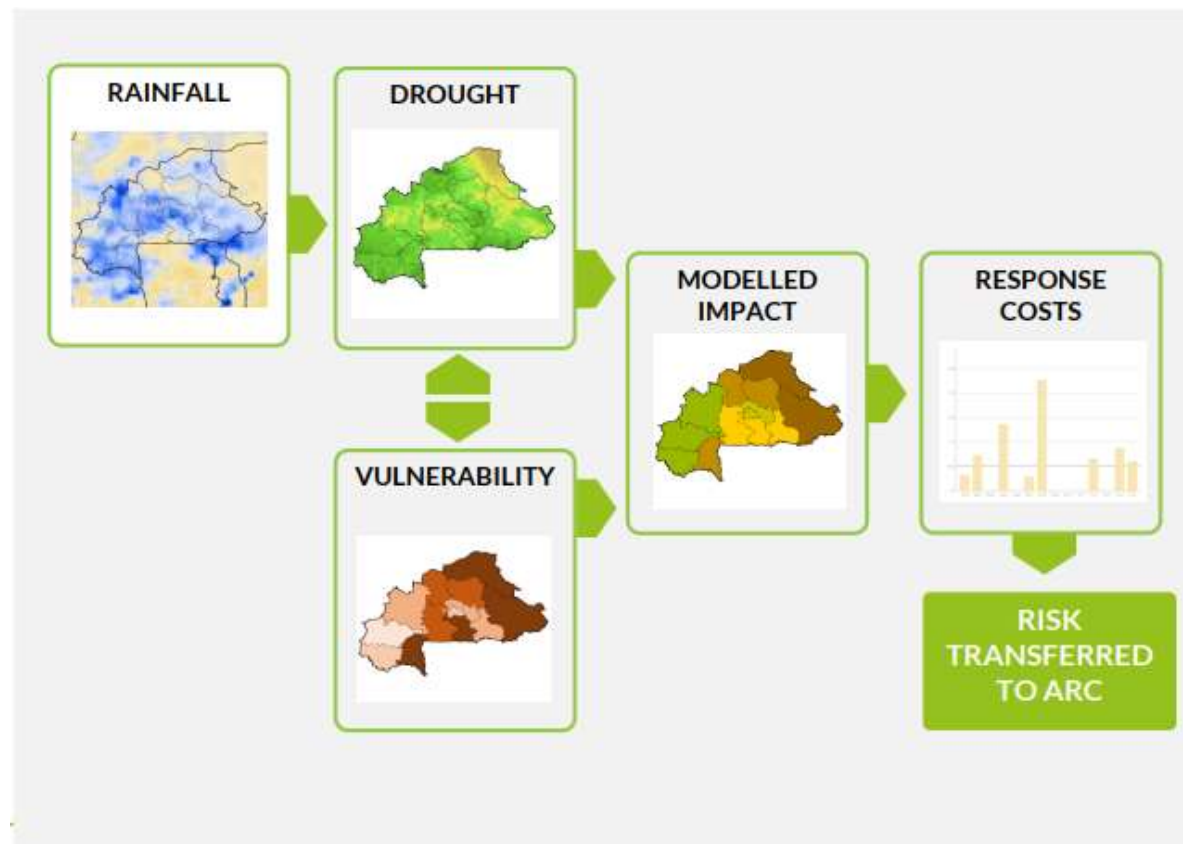 RAINFALL
DROUGHT
VULNERABILITY
MODELLED
IMPACT
RESPONSE
COSTS
RISK
TRANSFERRED
TO ARC